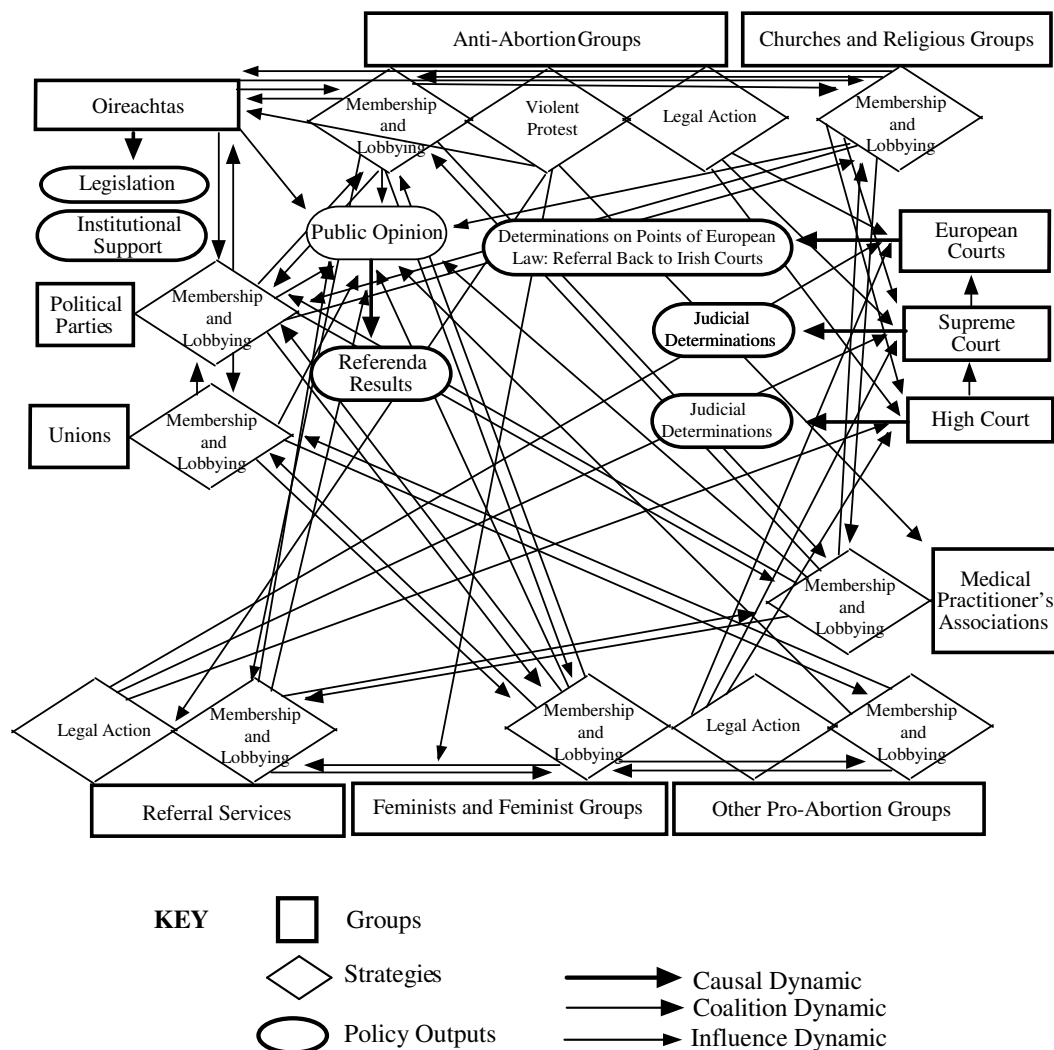 Anti-Abortion Groups
Churches and Religious Groups
Oireachtas
Membership
and
Lobbying
Violent
Protest
Legal Action
Membership
and
Lobbying
Legislation
Institutional
Support
Public Opinion
Determinations on Points of European
Law: Referral Back to Irish Courts
European
Courts
Political
Parties
Membership
and
Lobbying
Judicial
Determinations
Supreme
Court
Referenda
Results
Unions
Membership
and
Lobbying
Judicial
Determinations
High Court
Membership
and
Lobbying
Medical
Practitioner's
Associations
Legal Action
Membership
and
Lobbying
Membership
and
Lobbying
Legal Action
Membership
and
Lobbying
Referral Services
Feminists and Feminist Groups
Other Pro-Abortion Groups
KEY
Groups
Strategies
Policy Outputs
Causal Dynamic
Coalition Dynamic
Influence Dynamic